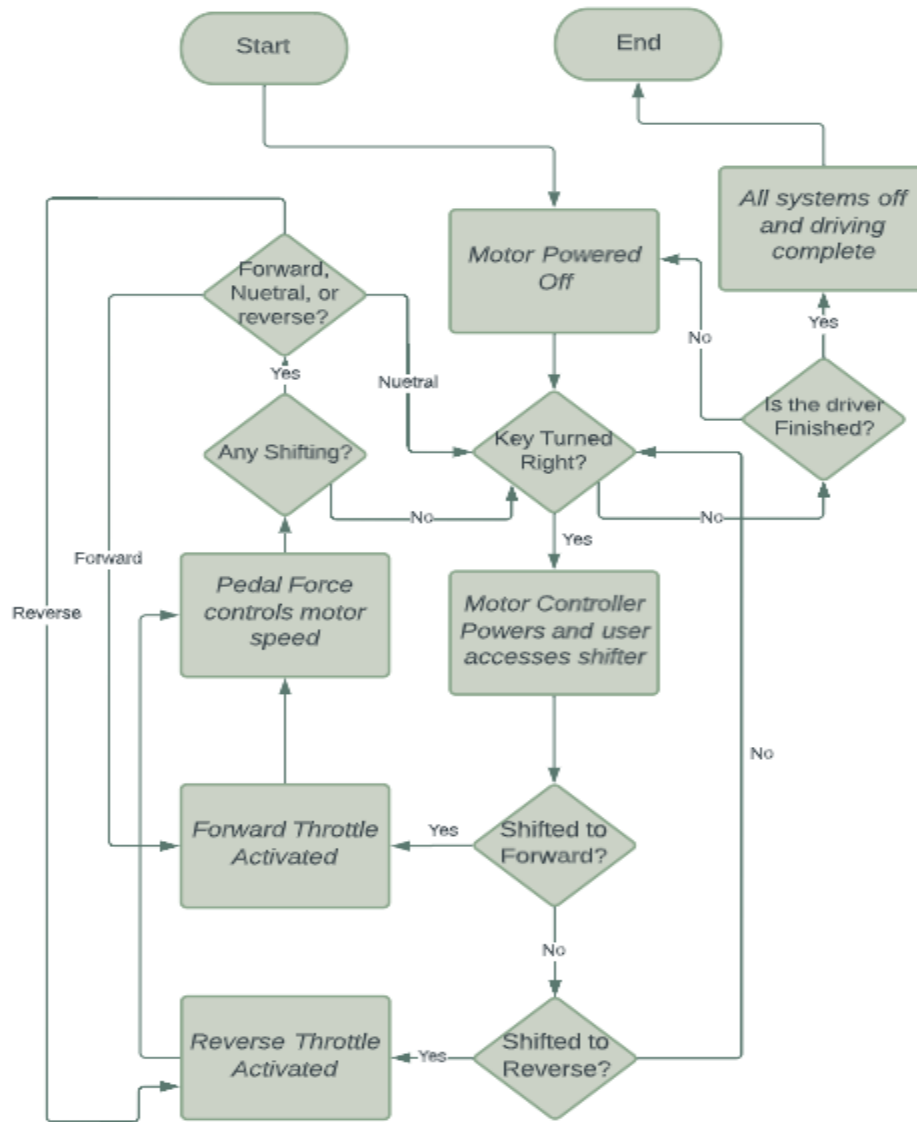 Start
End
All systems off
and driving
complete
Motor Powered
Off
Forward,
Nuetral, or
reverse?
Yes
No
Nuetral
Yes
Is the driver
Finished?
Any Shifting?
Key Turned
Right?
No
No
Yes
Forward
Reverse
Pedal Force
controls motor
speed
Motor Controller
Powers and user
accesses shifter
No
Forward Throttle
Activated
Yes
Shifted to
Forward?
No
Reverse Throttle
Activated
Yes
Shifted to
Reverse?